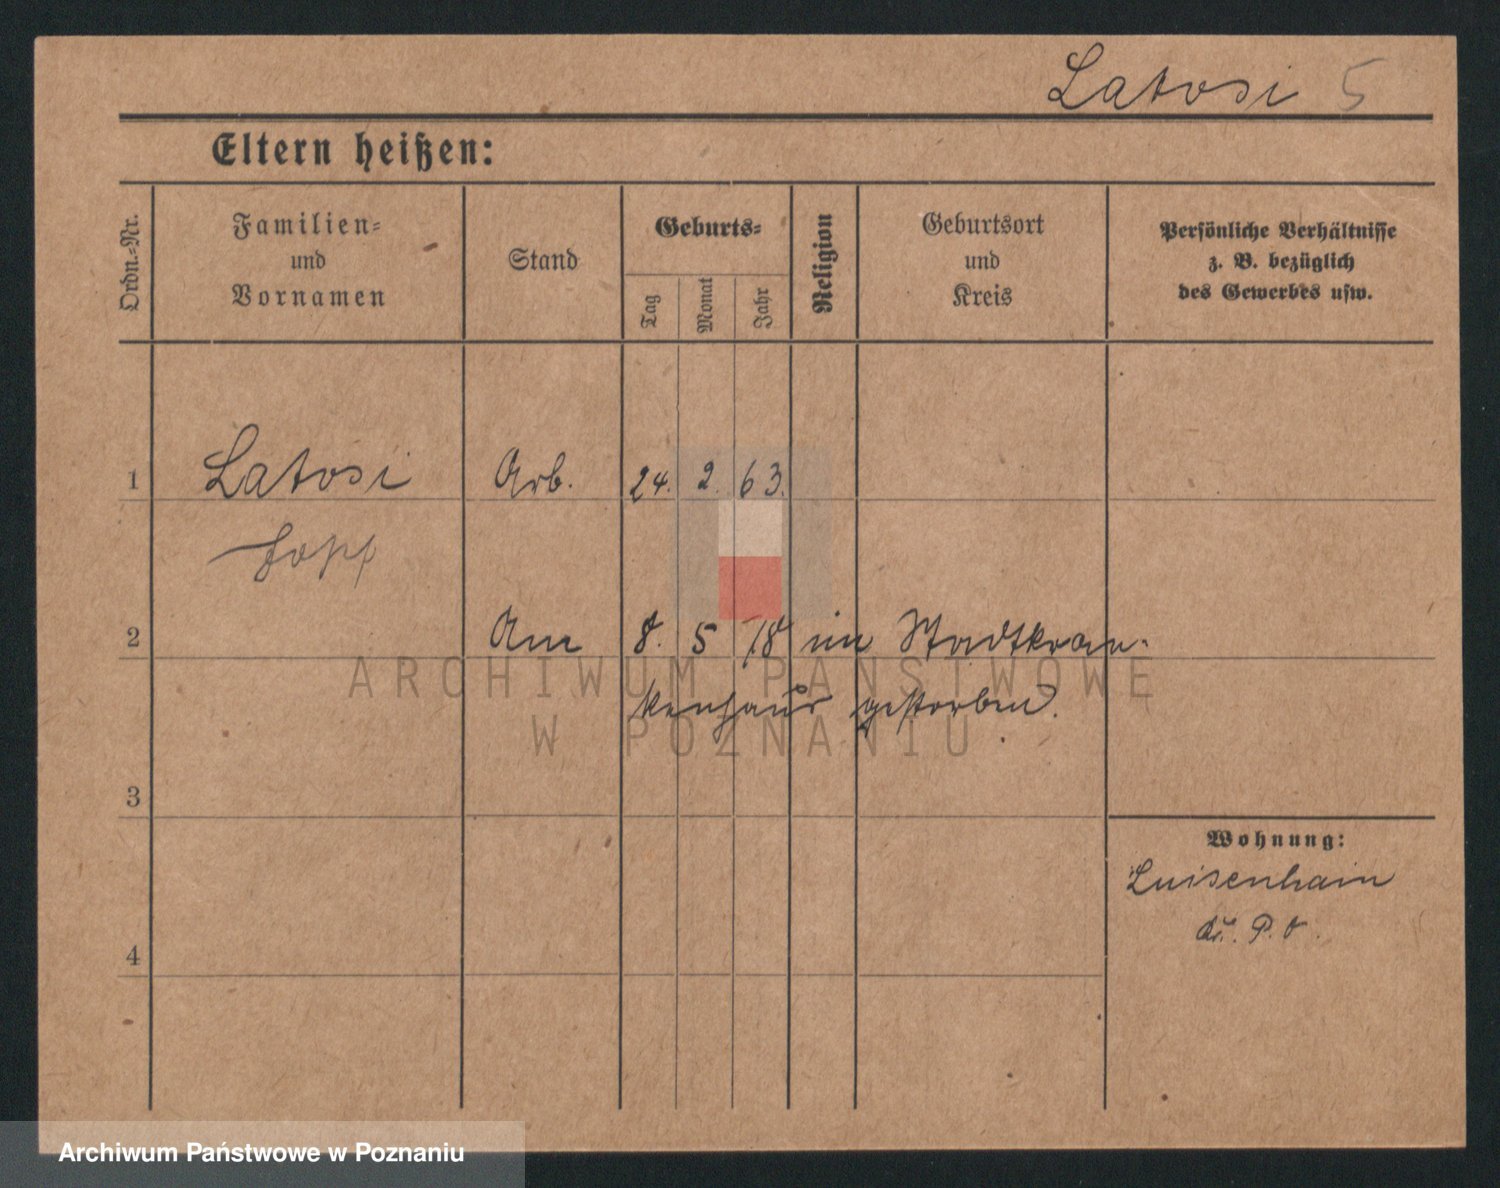 Latosi 5
Eltern heißen:
Ordn.=Nr.
Familien=
und
Vornamen
Stand
Geburts=
Tag
Monat
Jahr
Religion
Geburtsort
und
Kreis
Persönliche Verhältnisse
z. B. bezüglich
des Gewerbes usw.
1 Latosi Arb. 24. 2. 63.
2 Am 8. 5 18 im Stadtkran-
kenhaus gestorben.
ARCHIWUM PAŃSTWOWE
W POZNANIU
3
Wohnung:
Luisenhain
Kr. P. O.
4
Archiwum Państwowe w Poznaniu